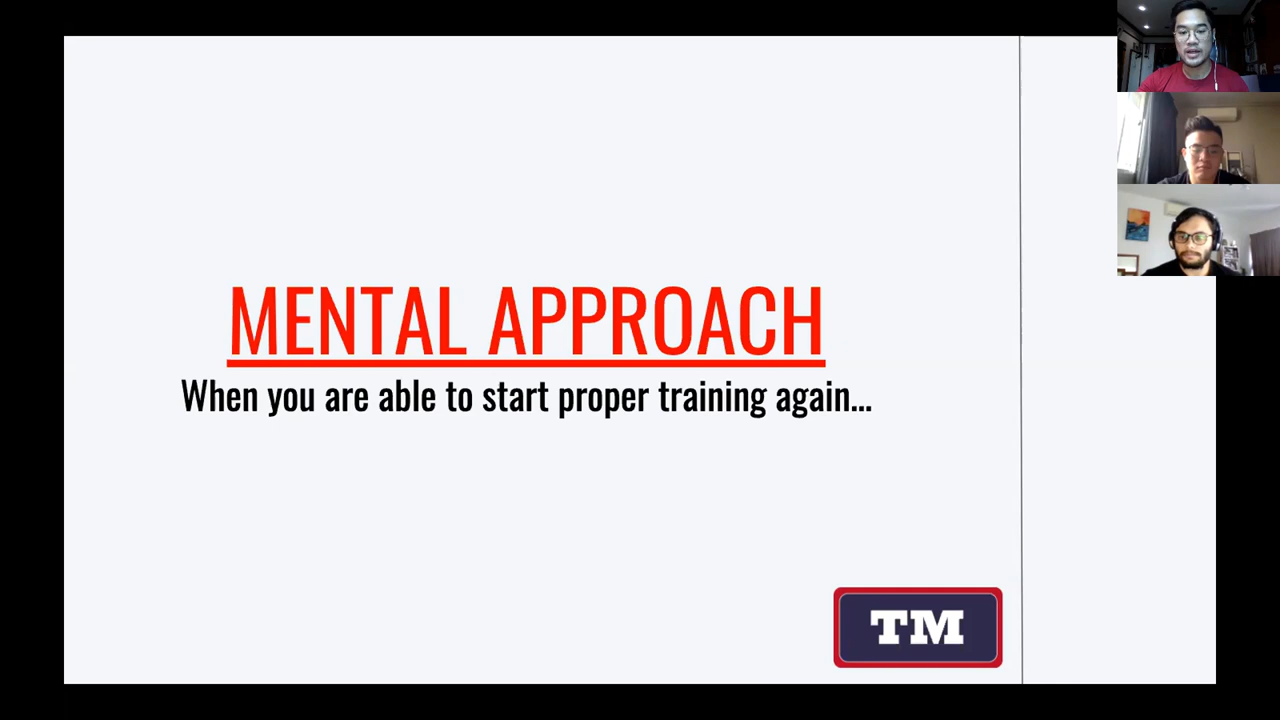 MENTAL APPROACH
When you are able to start proper training again...
TM